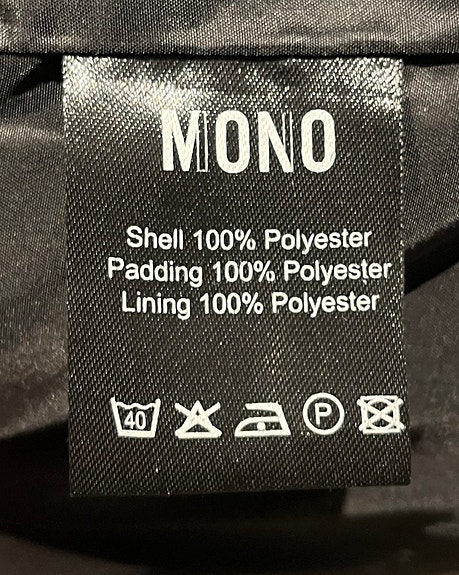 MONO
Shell 100% Polyester
Padding 100% Polyester
Lining 100% Polyester
40 P